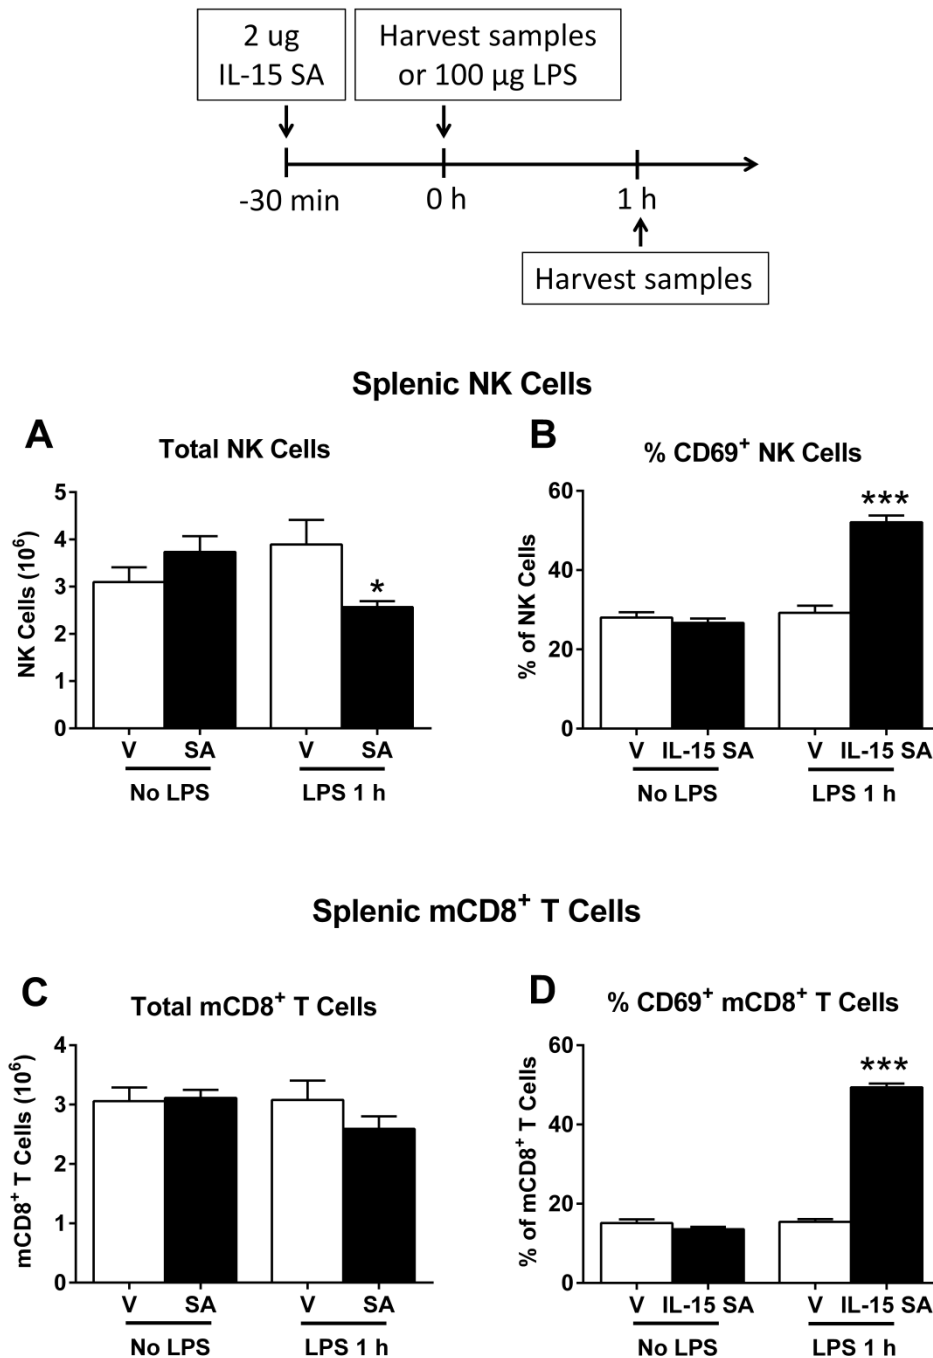 2 ug
IL-15 SA
Harvest samples
or 100 µg LPS
-30 min
0 h
1 h
Harvest samples
Splenic NK Cells
A
Total NK Cells
NK Cells (10⁶)
5
4
3
2
1
0
*
V
SA
V
SA
No LPS
LPS 1 h
B
% CD69⁺ NK Cells
% of NK Cells
60
40
20
0
***
V
IL-15 SA
V
IL-15 SA
No LPS
LPS 1 h
Splenic mCD8⁺ T Cells
C
Total mCD8⁺ T Cells
mCD8⁺ T Cells (10⁶)
4
3
2
1
0
V
SA
V
SA
No LPS
LPS 1 h
D
% CD69⁺ mCD8⁺ T Cells
% of mCD8⁺ T Cells
60
40
20
0
***
V
IL-15 SA
V
IL-15 SA
No LPS
LPS 1 h